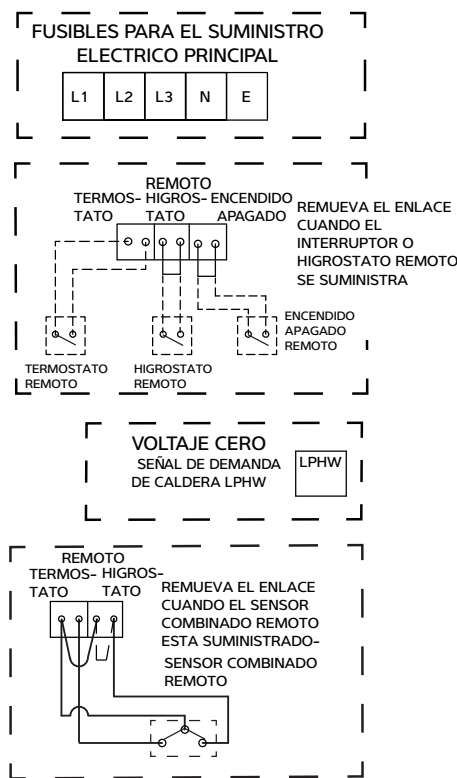 FUSIBLES PARA EL SUMINISTRO
ELECTRICO PRINCIPAL
L1 L2 L3 N E
REMOTO
TERMOS- HIGROS- ENCENDIDO
TATO TATO APAGADO
REMUEVA EL ENLACE
CUANDO EL
INTERRUPTOR O
HIGROSTATO REMOTO
SE SUMINISTRA
ENCENDIDO
APAGADO
REMOTO
TERMOSTATO
REMOTO
HIGROSTATO
REMOTO
VOLTAJE CERO
SEÑAL DE DEMANDA
DE CALDERA LPHW
LPHW
REMOTO
TERMOS- HIGROS-
TATO TATO
REMUEVA EL ENLACE
CUANDO EL SENSOR
COMBINADO REMOTO
ESTA SUMINISTRADO-
SENSOR COMBINADO
REMOTO